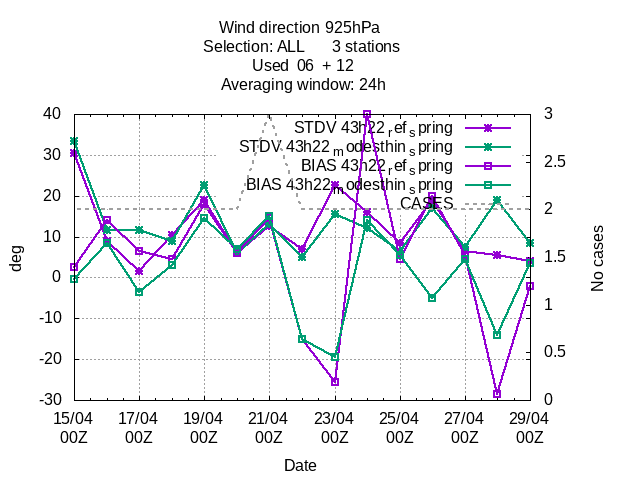 Wind direction 925hPa
Selection: ALL      3 stations
Used  06  + 12
Averaging window: 24h
STDV 43h22_ref_spring
STDV 43h22_modesthin_spring
BIAS 43h22_ref_spring
BIAS 43h22_modesthin_spring
CASES
40
30
20
10
0
-10
-20
-30
deg
3
2.5
2
1.5
1
0.5
0
No cases
15/04 17/04 19/04 21/04 23/04 25/04 27/04 29/04
00Z 00Z 00Z 00Z 00Z 00Z 00Z 00Z
Date